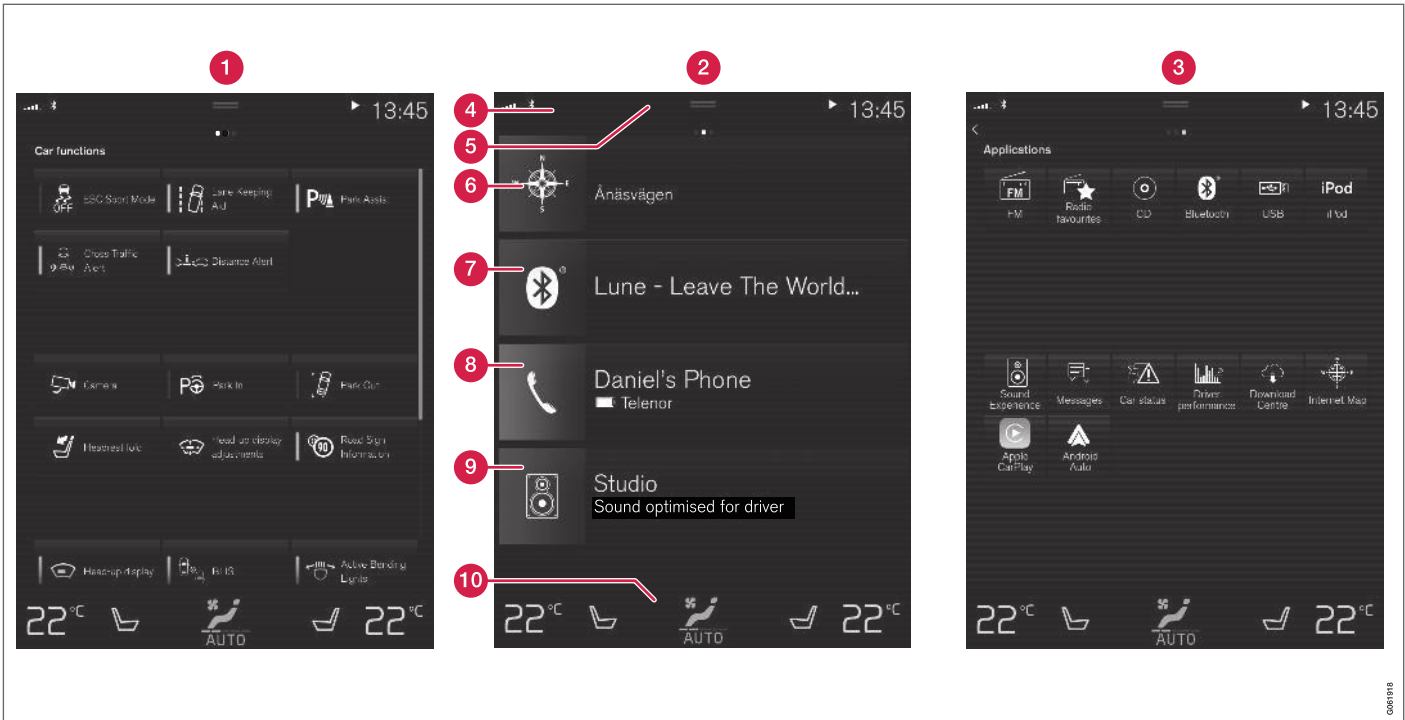 1
2
3
13:45
Car functions
OFF
ESC Sport Mode
Lane Keeping
Aid
Park Assist
Cross Traffic
Alert
Distance Alert
Camera
Park In
Park Out
Headrest fold
Head-up display
adjustments
90
Road Sign
Information
Head-up display
BLIS
Active Bending
Lights
22°C
AUTO
22°C
4
13:45
5
6
N
E
S
Ånäsvägen
7
Lune - Leave The World...
8
Daniel's Phone
Telenor
9
Studio
Sound optimised for driver
10
22°C
AUTO
22°C
13:45
Applications
FM
iPod
FM
Radio
favourites
CD
Bluetooth
USB
iPod
Sound
Experience
Messages
Car status
Driver
performance
Download
Centre
Internet Map
Apple
CarPlay
Android
Auto
22°C
AUTO
22°C
G061918